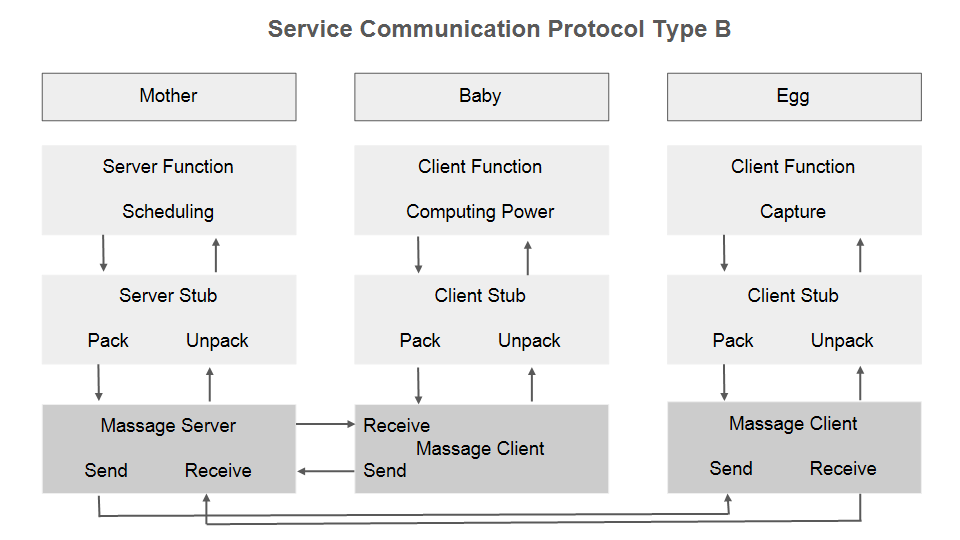 Service Communication Protocol Type B
Mother
Baby
Egg
Server Function
Scheduling
Client Function
Computing Power
Client Function
Capture
Server Stub
Pack Unpack
Client Stub
Pack Unpack
Client Stub
Pack Unpack
Massage Server
Send Receive
Receive
Massage Client
Send
Massage Client
Send Receive